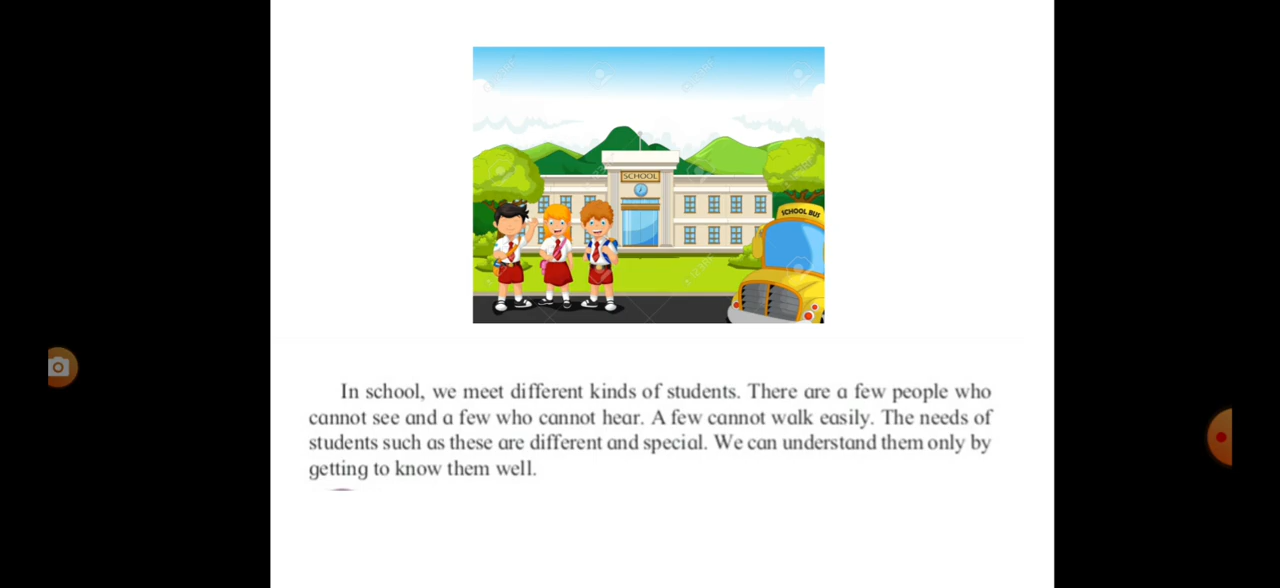 SCHOOL
SCHOOL BUS
In school, we meet different kinds of students. There are a few people who
cannot see and a few who cannot hear. A few cannot walk easily. The needs of
students such as these are different and special. We can understand them only by
getting to know them well.